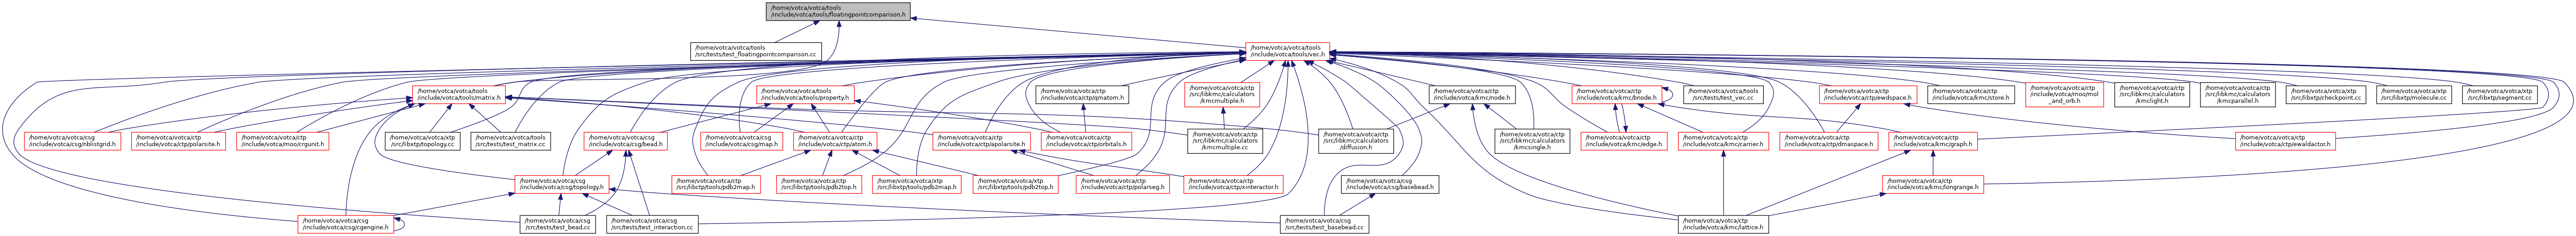 /home/votca/votca/tools
/include/votca/tools/floatingpointcomparison.h
/home/votca/votca/tools
/src/tests/test_floatingpointcomparison.cc
/home/votca/votca/tools
/include/votca/tools/vec.h
/home/votca/votca/tools
/include/votca/tools/matrix.h
/home/votca/votca/tools
/include/votca/tools/property.h
/home/votca/votca/ctp
/include/votca/ctp/qmatom.h
/home/votca/votca/ctp
/src/libkmc/calculators
/kmcmultiple.h
/home/votca/votca/ctp
/include/votca/kmc/node.h
/home/votca/votca/ctp
/include/votca/kmc/bnode.h
/home/votca/votca/tools
/src/tests/test_vec.cc
/home/votca/votca/ctp
/include/votca/ctp/ewdspace.h
/home/votca/votca/ctp
/include/votca/kmc/store.h
/home/votca/votca/ctp
/include/votca/moo/mol
_and_orb.h
/home/votca/votca/ctp
/src/libkmc/calculators
/kmclight.h
/home/votca/votca/ctp
/src/libkmc/calculators
/kmcparallel.h
/home/votca/votca/xtp
/src/libxtp/checkpoint.cc
/home/votca/votca/xtp
/src/libxtp/molecule.cc
/home/votca/votca/xtp
/src/libxtp/segment.cc
/home/votca/votca/csg
/include/votca/csg/nblistgrid.h
/home/votca/votca/ctp
/include/votca/ctp/polarsite.h
/home/votca/votca/ctp
/include/votca/moo/crgunit.h
/home/votca/votca/xtp
/src/libxtp/topology.cc
/home/votca/votca/tools
/src/tests/test_matrix.cc
/home/votca/votca/csg
/include/votca/csg/bead.h
/home/votca/votca/csg
/include/votca/csg/map.h
/home/votca/votca/ctp
/include/votca/ctp/atom.h
/home/votca/votca/ctp
/include/votca/ctp/apolarsite.h
/home/votca/votca/ctp
/include/votca/ctp/orbitals.h
/home/votca/votca/ctp
/src/libkmc/calculators
/kmcmultiple.cc
/home/votca/votca/ctp
/src/libkmc/calculators
/diffusion.h
/home/votca/votca/ctp
/src/libkmc/calculators
/kmcsingle.h
/home/votca/votca/ctp
/include/votca/kmc/edge.h
/home/votca/votca/ctp
/include/votca/kmc/carrier.h
/home/votca/votca/ctp
/include/votca/ctp/dmaspace.h
/home/votca/votca/ctp
/include/votca/kmc/graph.h
/home/votca/votca/ctp
/include/votca/ctp/ewaldactor.h
/home/votca/votca/csg
/include/votca/csg/topology.h
/home/votca/votca/ctp
/src/libctp/tools/pdb2map.h
/home/votca/votca/ctp
/src/libctp/tools/pdb2top.h
/home/votca/votca/xtp
/src/libxtp/tools/pdb2map.h
/home/votca/votca/xtp
/src/libxtp/tools/pdb2top.h
/home/votca/votca/ctp
/include/votca/ctp/polarseg.h
/home/votca/votca/ctp
/include/votca/ctp/xinteractor.h
/home/votca/votca/csg
/include/votca/csg/basebead.h
/home/votca/votca/ctp
/include/votca/kmc/longrange.h
/home/votca/votca/csg
/include/votca/csg/cgengine.h
/home/votca/votca/csg
/src/tests/test_bead.cc
/home/votca/votca/csg
/src/tests/test_interaction.cc
/home/votca/votca/csg
/src/tests/test_basebead.cc
/home/votca/votca/ctp
/include/votca/kmc/lattice.h